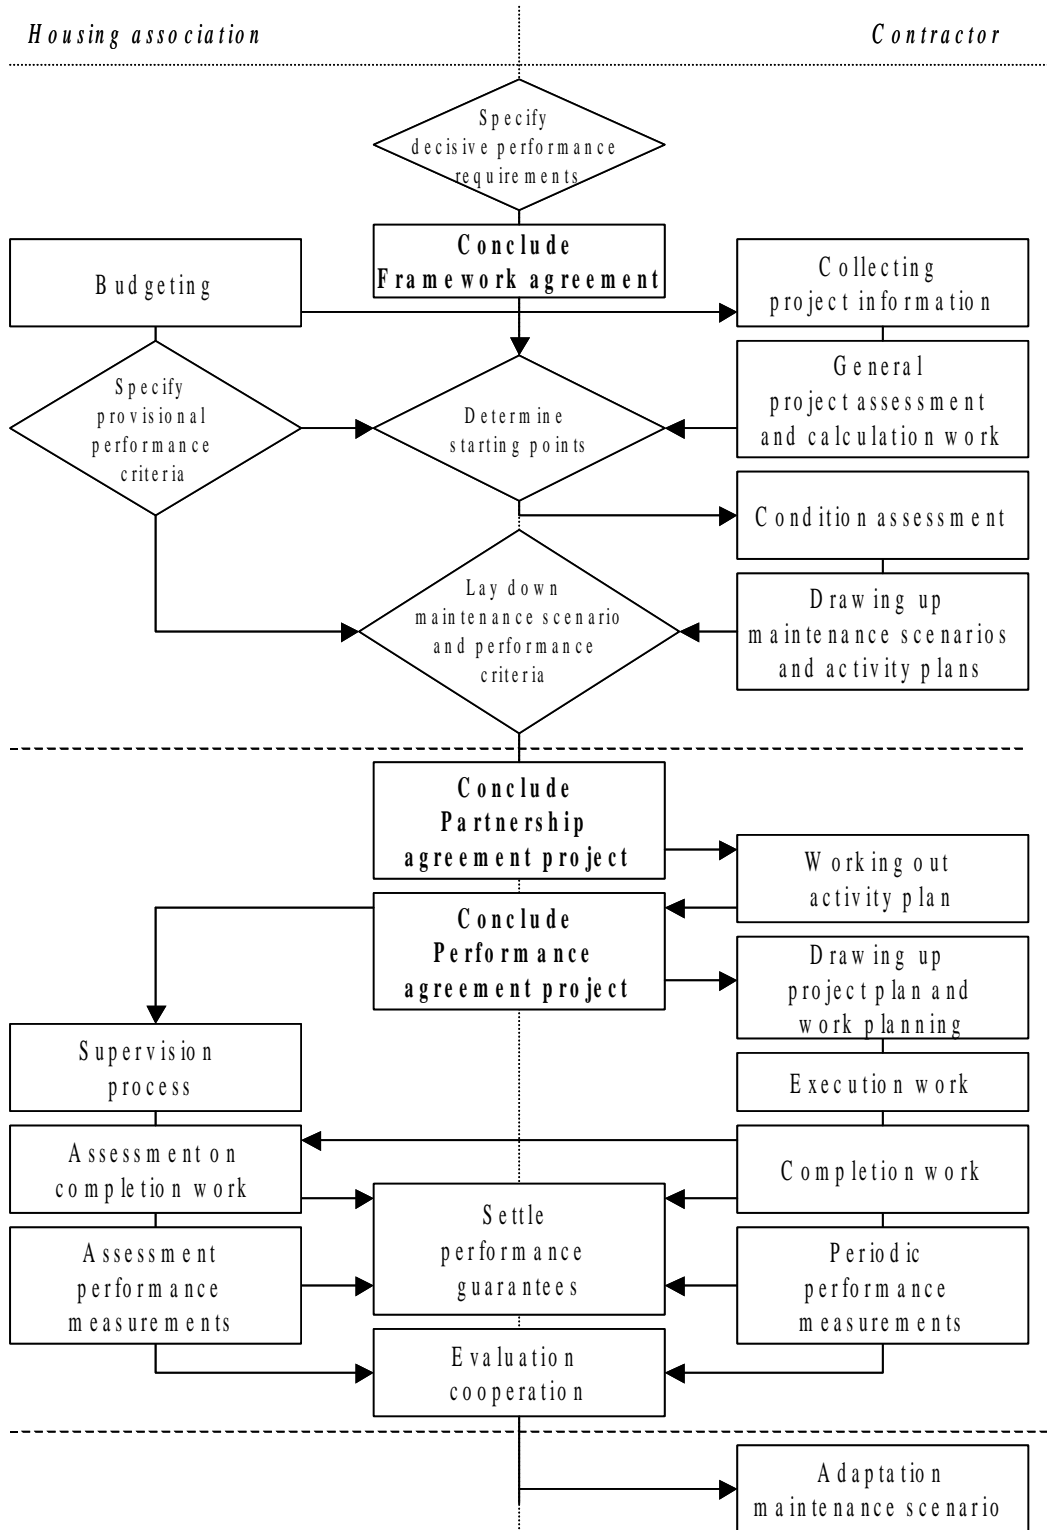 Housing association
Contractor
Specify
decisive performance
requirements
Conclude
Framework agreement
Budgeting
Collecting
project information
Specify
provisional
performance
criteria
Determine
starting points
General
project assessment
and calculation work
Condition assessment
Lay down
maintenance scenario
and performance
criteria
Drawing up
maintenance scenarios
and activity plans
Conclude
Partnership
agreement project
Working out
activity plan
Conclude
Performance
agreement project
Drawing up
project plan and
work planning
Supervision
process
Execution work
Assessment on
completion work
Completion work
Settle
performance
guarantees
Assessment
performance
measurements
Periodic
performance
measurements
Evaluation
cooperation
Adaptation
maintenance scenario